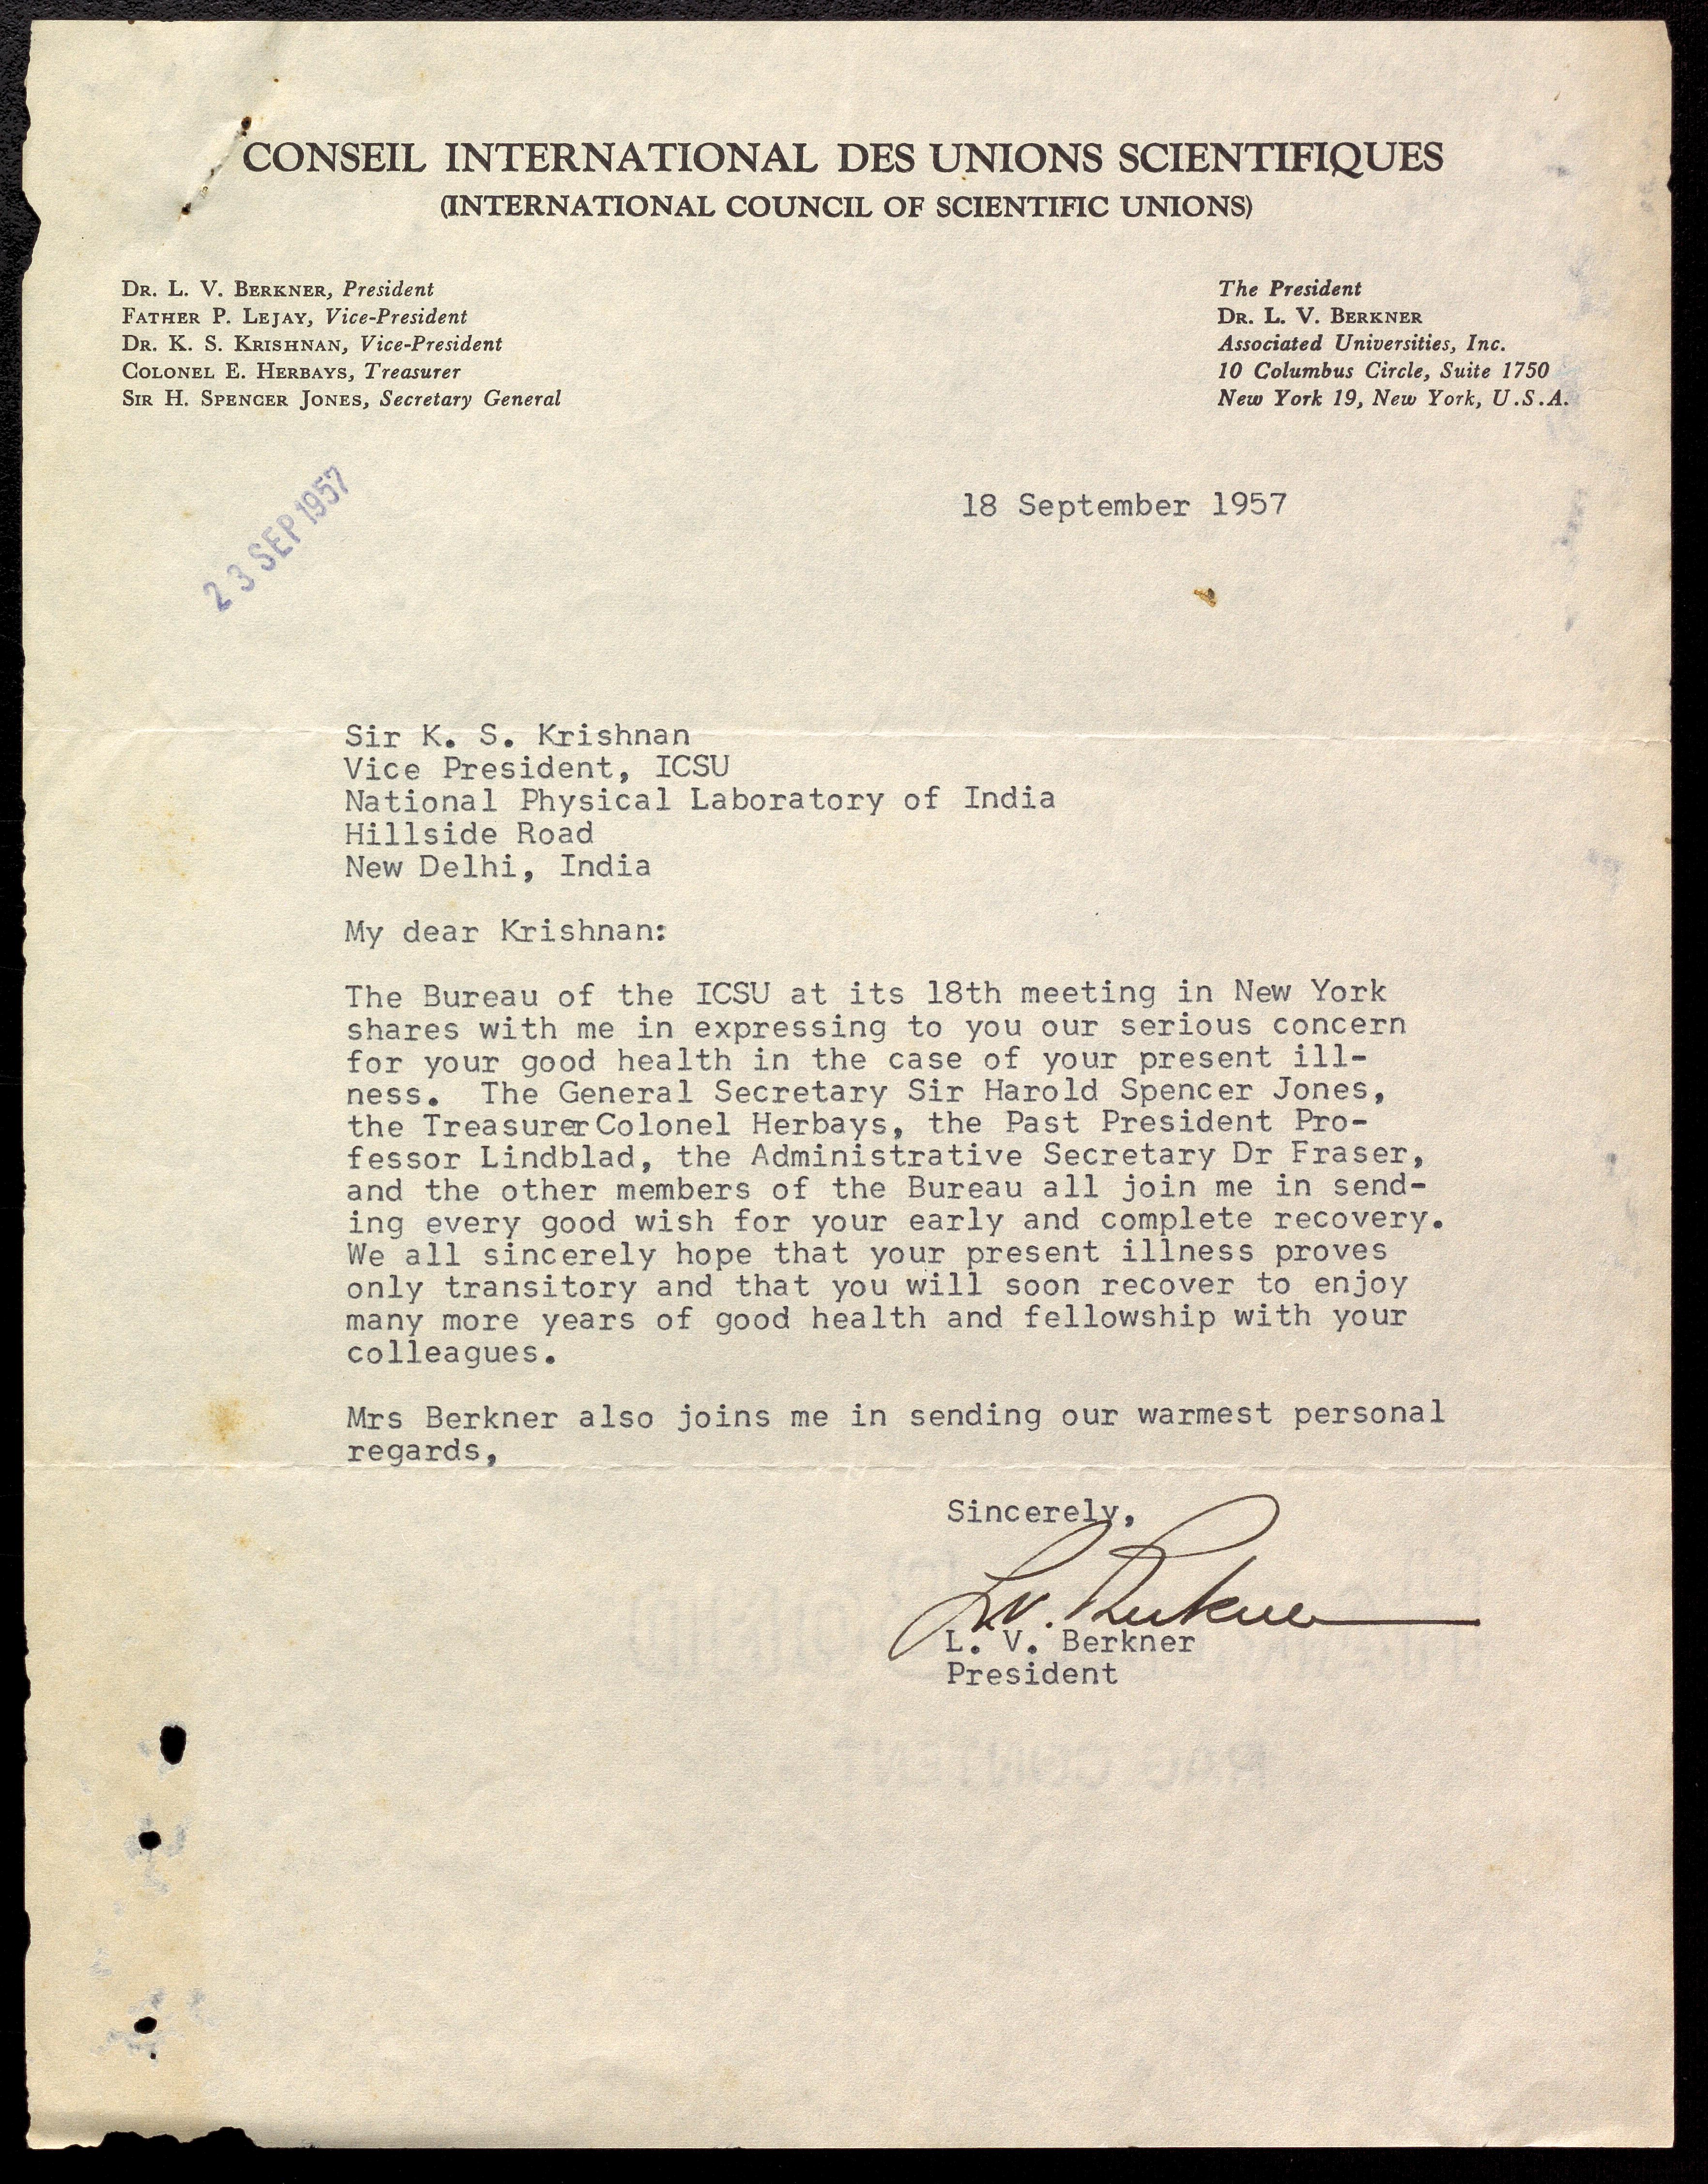 CONSEIL INTERNATIONAL DES UNIONS SCIENTIFIQUES
(INTERNATIONAL COUNCIL OF SCIENTIFIC UNIONS)
DR. L. V. BERKNER, President
FATHER P. LEJAY, Vice-President
DR. K. S. KRISHNAN, Vice-President
COLONEL E. HERBAYS, Treasurer
SIR H. SPENCER JONES, Secretary General
The President
DR. L. V. BERKNER
Associated Universities, Inc.
10 Columbus Circle, Suite 1750
New York 19, New York, U.S.A.
23 SEP 1957
18 September 1957
Sir K. S. Krishnan
Vice President, ICSU
National Physical Laboratory of India
Hillside Road
New Delhi, India
My dear Krishnan:
The Bureau of the ICSU at its 18th meeting in New York
shares with me in expressing to you our serious concern
for your good health in the case of your present ill-
ness. The General Secretary Sir Harold Spencer Jones,
the Treasurer Colonel Herbays, the Past President Pro-
fessor Lindblad, the Administrative Secretary Dr Fraser,
and the other members of the Bureau all join me in send-
ing every good wish for your early and complete recovery.
We all sincerely hope that your present illness proves
only transitory and that you will soon recover to enjoy
many more years of good health and fellowship with your
colleagues.
Mrs Berkner also joins me in sending our warmest personal
regards,
Sincerely,
L. V. Berkner
L. V. Berkner
President
RAG CONTENT